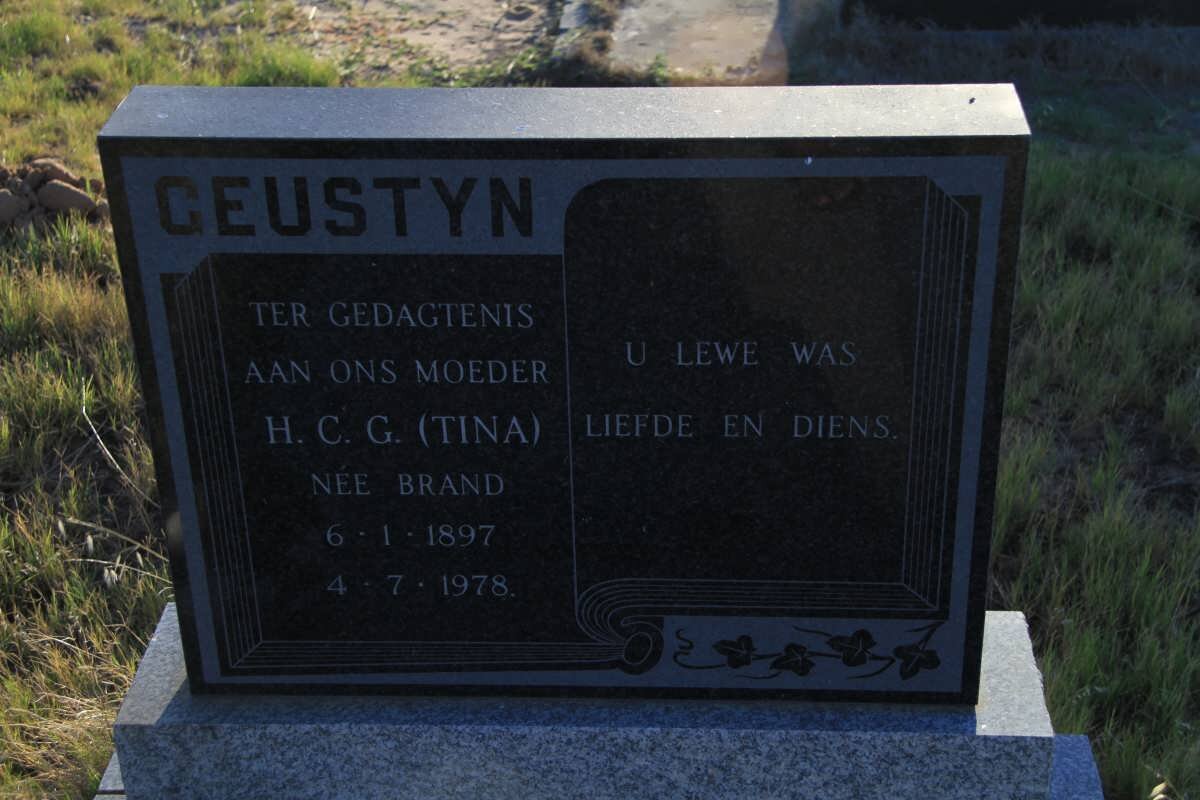 GEUSTYN
TER GEDAGTENIS
AAN ONS MOEDER
H. C. G. (TINA)
NÉE BRAND
6 · 1 · 1897
4 · 7 · 1978.
U LEWE WAS
LIEFDE EN DIENS.